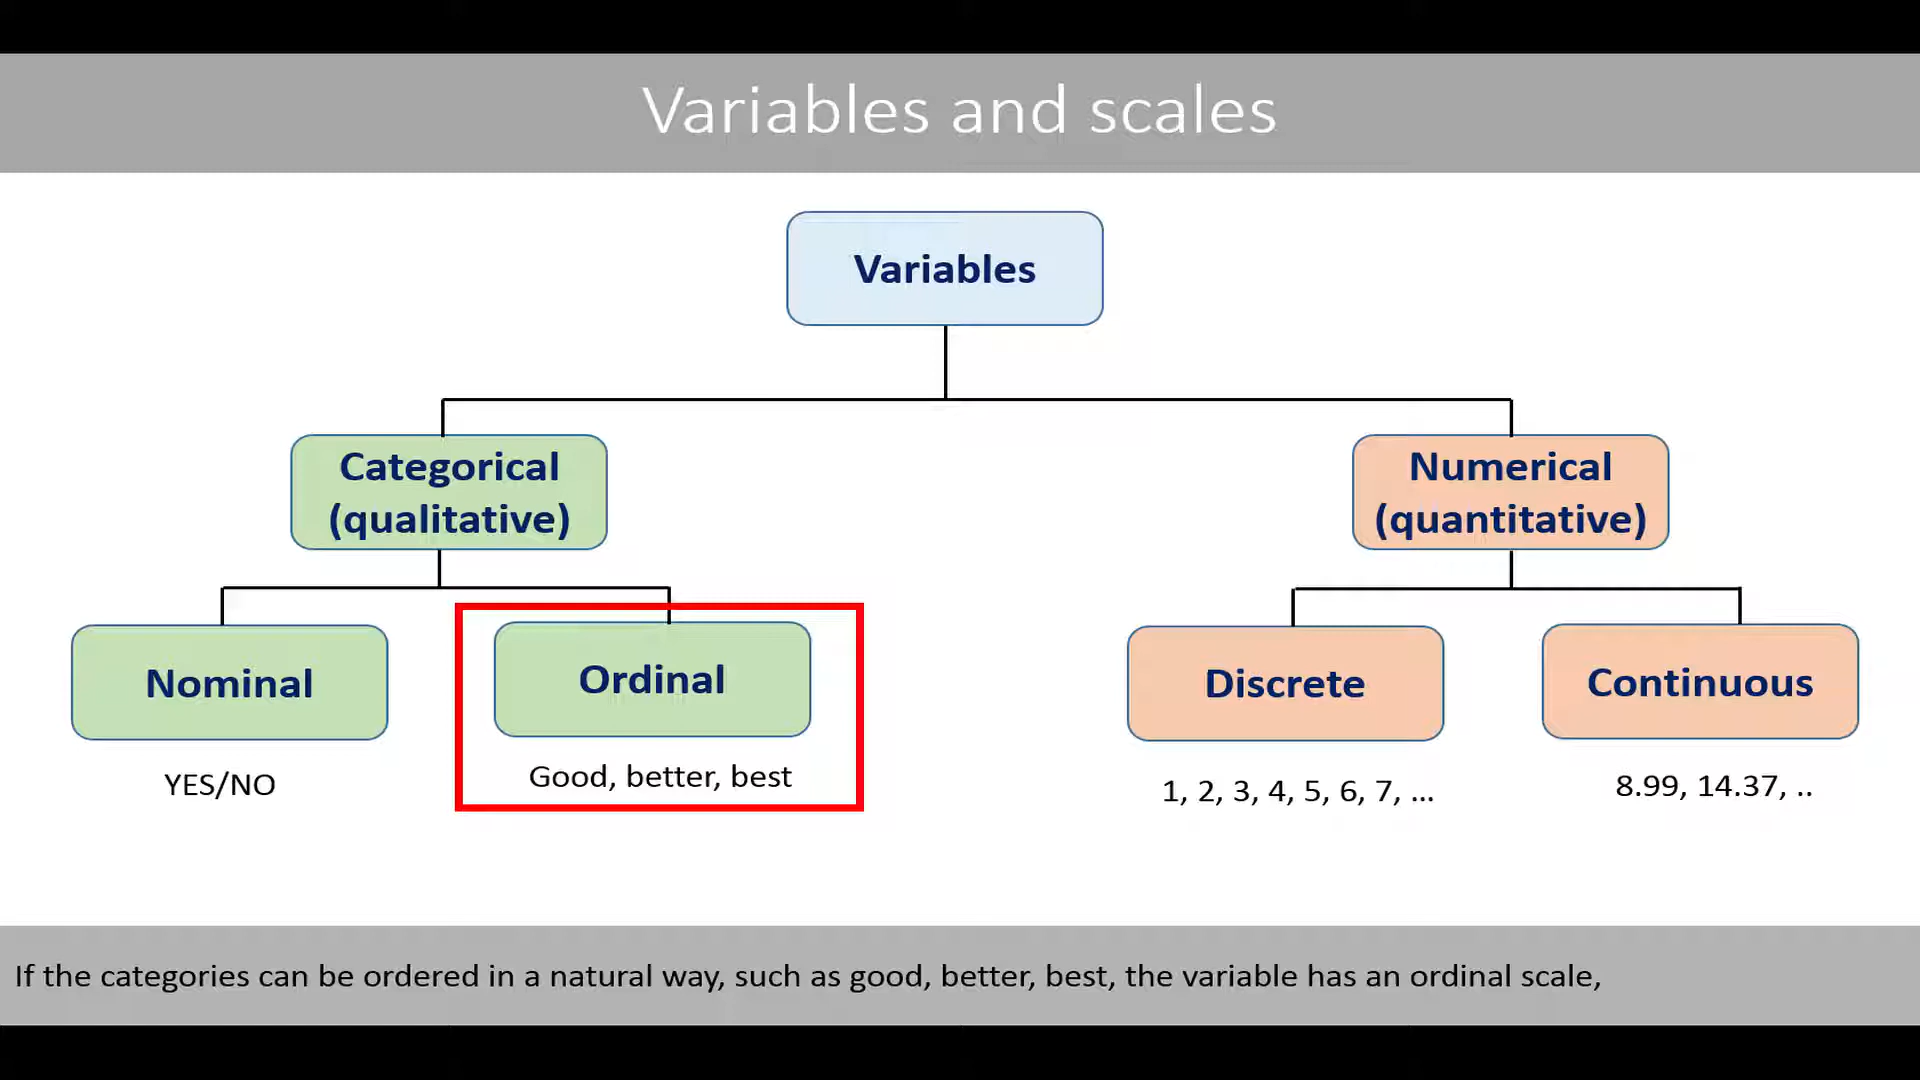 Variables and scales
Variables
Categorical
(qualitative)
Numerical
(quantitative)
Nominal
Ordinal
Discrete
Continuous
YES/NO
Good, better, best
1, 2, 3, 4, 5, 6, 7, ...
8.99, 14.37, ..
If the categories can be ordered in a natural way, such as good, better, best, the variable has an ordinal scale,